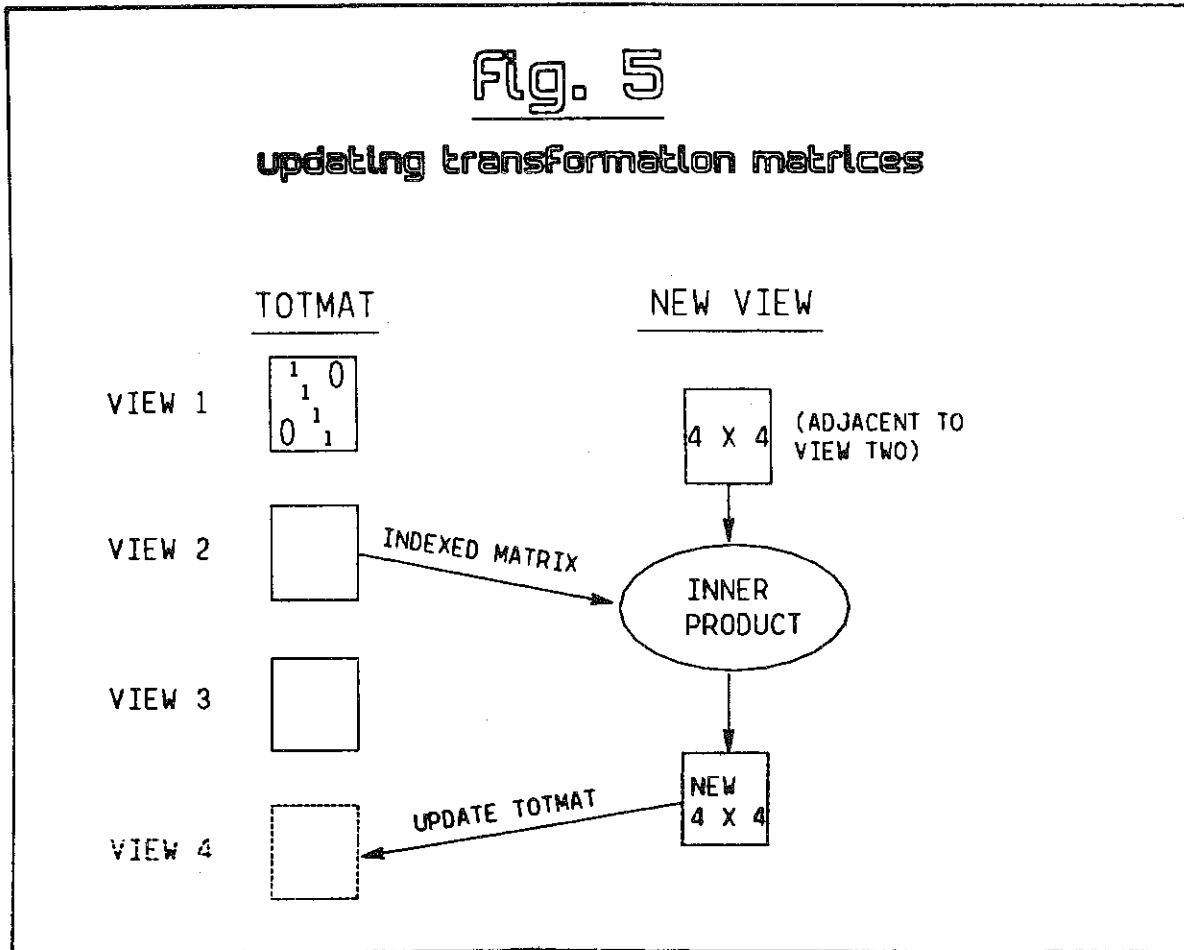 Fig. 5
updating transformation matrices
TOTMAT
NEW VIEW
VIEW 1
1 0
1
1
0 1
4 X 4
(ADJACENT TO
VIEW TWO)
VIEW 2
INDEXED MATRIX
INNER
PRODUCT
VIEW 3
NEW
4 X 4
UPDATE TOTMAT
VIEW 4